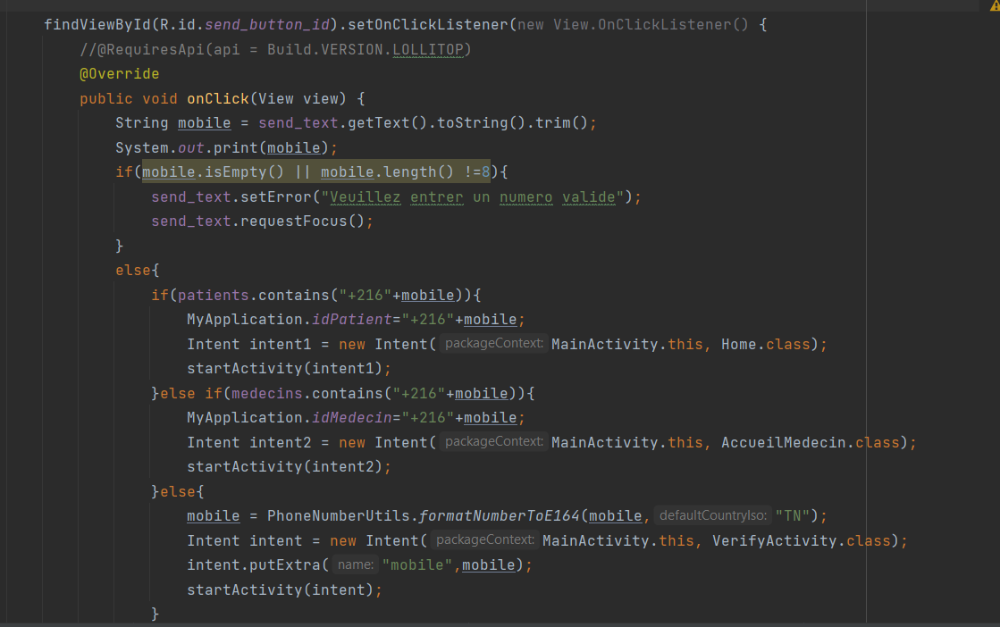 findViewById(R.id.send_button_id).setOnClickListener(new View.OnClickListener() {
//@RequiresApi(api = Build.VERSION.LOLLITOP)
@Override
public void onClick(View view) {
String mobile = send_text.getText().toString().trim();
System.out.print(mobile);
if(mobile.isEmpty() || mobile.length() !=8){
send_text.setError("Veuillez entrer un numero valide");
send_text.requestFocus();
}
else{
if(patients.contains("+216"+mobile)){
MyApplication.idPatient="+216"+mobile;
Intent intent1 = new Intent( packageContext: MainActivity.this, Home.class);
startActivity(intent1);
}else if(medecins.contains("+216"+mobile)){
MyApplication.idMedecin="+216"+mobile;
Intent intent2 = new Intent( packageContext: MainActivity.this, AccueilMedecin.class);
startActivity(intent2);
}else{
mobile = PhoneNumberUtils.formatNumberToE164(mobile, defaultCountryIso: "TN");
Intent intent = new Intent( packageContext: MainActivity.this, VerifyActivity.class);
intent.putExtra( name: "mobile",mobile);
startActivity(intent);
}